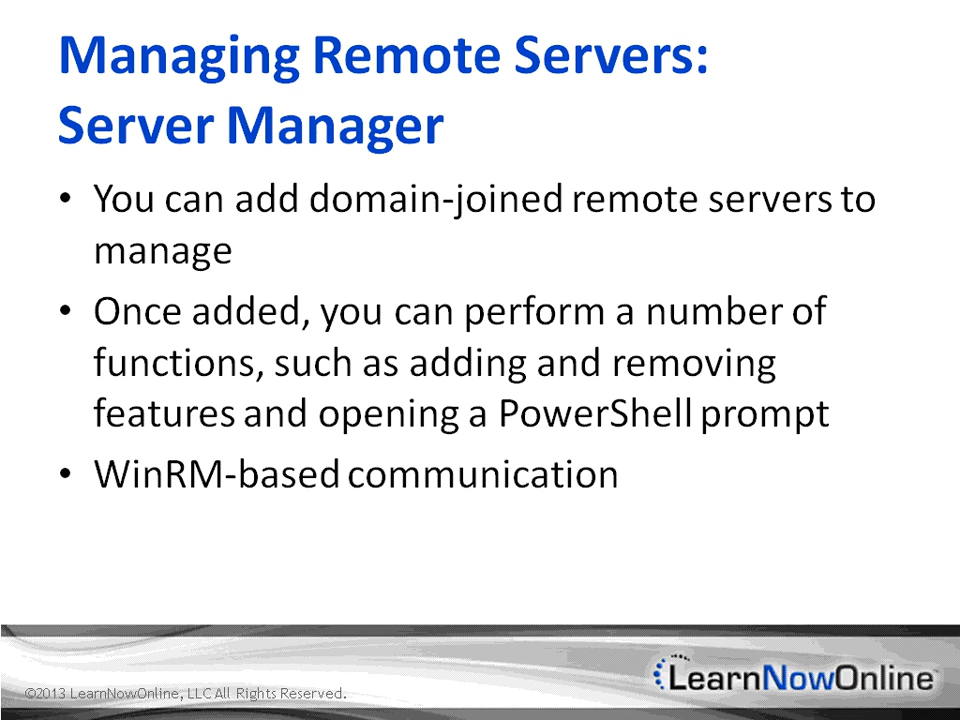 Managing Remote Servers:
Server Manager
• You can add domain-joined remote servers to
manage
• Once added, you can perform a number of
functions, such as adding and removing
features and opening a PowerShell prompt
• WinRM-based communication
©2013 LearnNowOnline, LLC All Rights Reserved.
LearnNowOnline